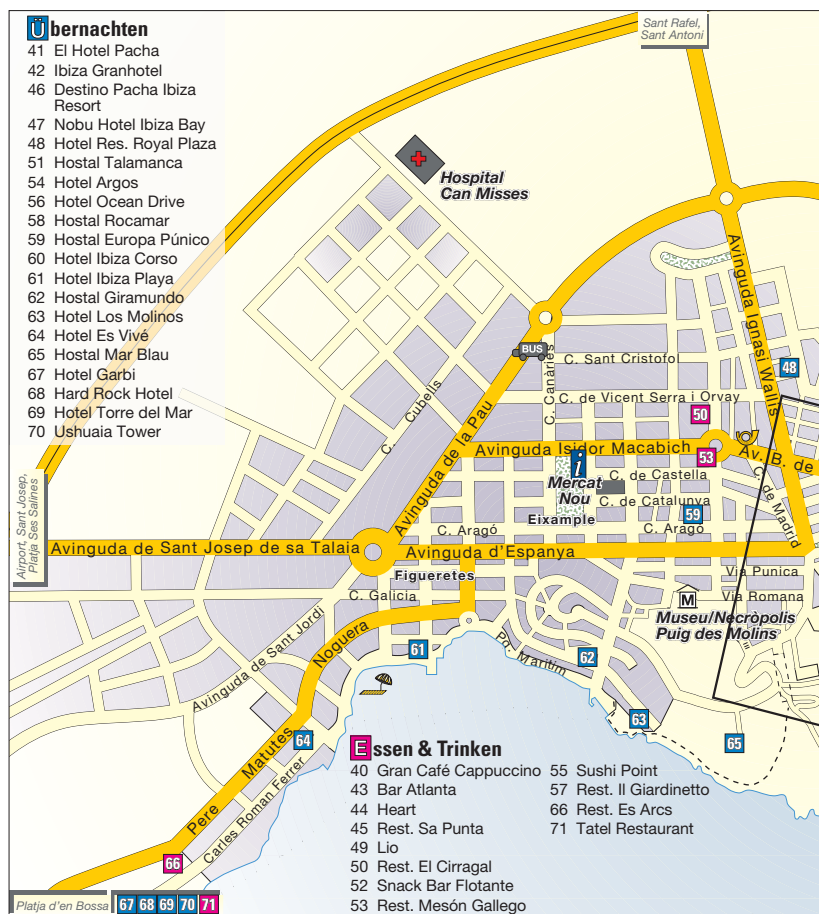 Übernachten
41 El Hotel Pacha
42 Ibiza Granhotel
46 Destino Pacha Ibiza
Resort
47 Nobu Hotel Ibiza Bay
48 Hotel Res. Royal Plaza
51 Hostal Talamanca
54 Hotel Argos
56 Hotel Ocean Drive
58 Hostal Rocamar
59 Hostal Europa Púnico
60 Hotel Ibiza Corso
61 Hotel Ibiza Playa
62 Hostal Giramundo
63 Hotel Los Molinos
64 Hotel Es Vivé
65 Hostal Mar Blau
67 Hotel Garbi
68 Hard Rock Hotel
69 Hotel Torre del Mar
70 Ushuaia Tower
Sant Rafel,
Sant Antoni
Hospital
Can Misses
Avinguda Ignasi Wallis
BUS
C. Sant Cristofol
48
C. Canàries
C. Cubells
C. de Vicent Serra i Orvay
50
Avinguda de la Pau
Avinguda Isidor Macabich
53
Av. B. de
i
Mercat
Nou
C. de Castella
C. de Catalunya
C. de Madrid
59
Eixample
C. Aragó
C. Aragó
Airport, Sant Josep,
Platja Ses Salines
Avinguda de Sant Josep de sa Talaia
Avinguda d'Espanya
Figueretes
Via Punica
C. Galicia
Via Romana
M
Museu/Necròpolis
Puig des Molins
Avinguda de Sant Jordi
Pere Matutes Noguera
61
Pg. Marítim
62
63
64
65
Carles Roman Ferrer
66
Essen & Trinken
40 Gran Café Cappuccino
43 Bar Atlanta
44 Heart
45 Rest. Sa Punta
49 Lio
50 Rest. El Cirragal
52 Snack Bar Flotante
53 Rest. Mesón Gallego
55 Sushi Point
57 Rest. Il Giardinetto
66 Rest. Es Arcs
71 Tatel Restaurant
Platja d'en Bossa
67 68 69 70 71